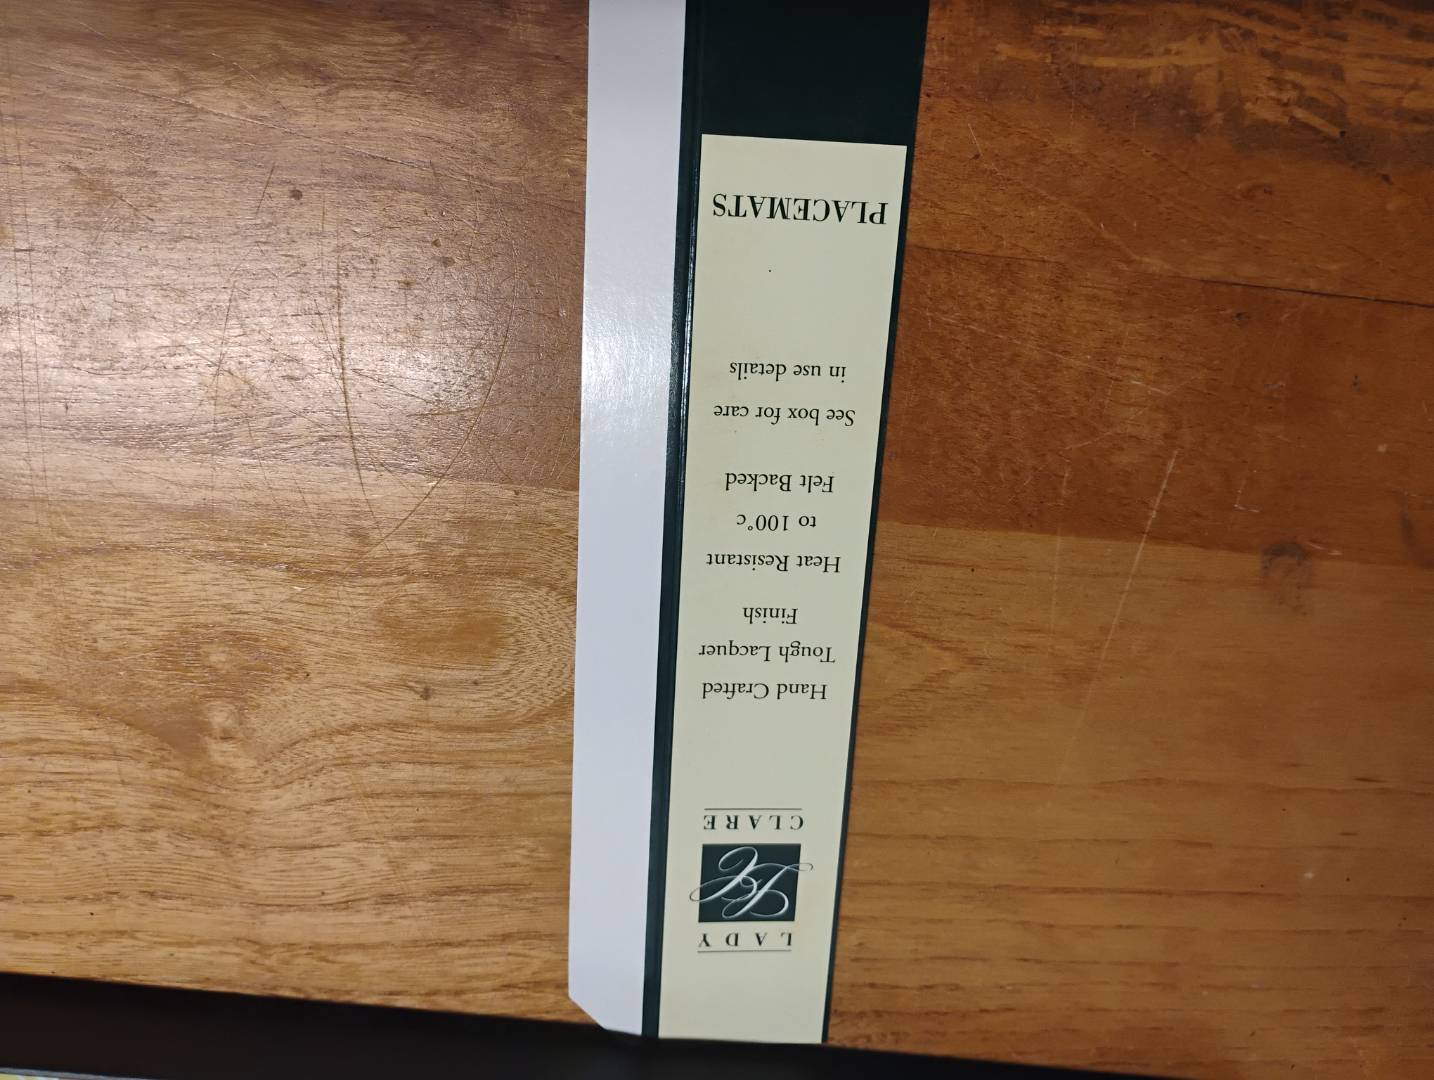 LADY
CLARE
Hand Crafted
Tough Lacquer
Finish
Heat Resistant
to 100°c
Felt Backed
See box for care
in use details
PLACEMATS